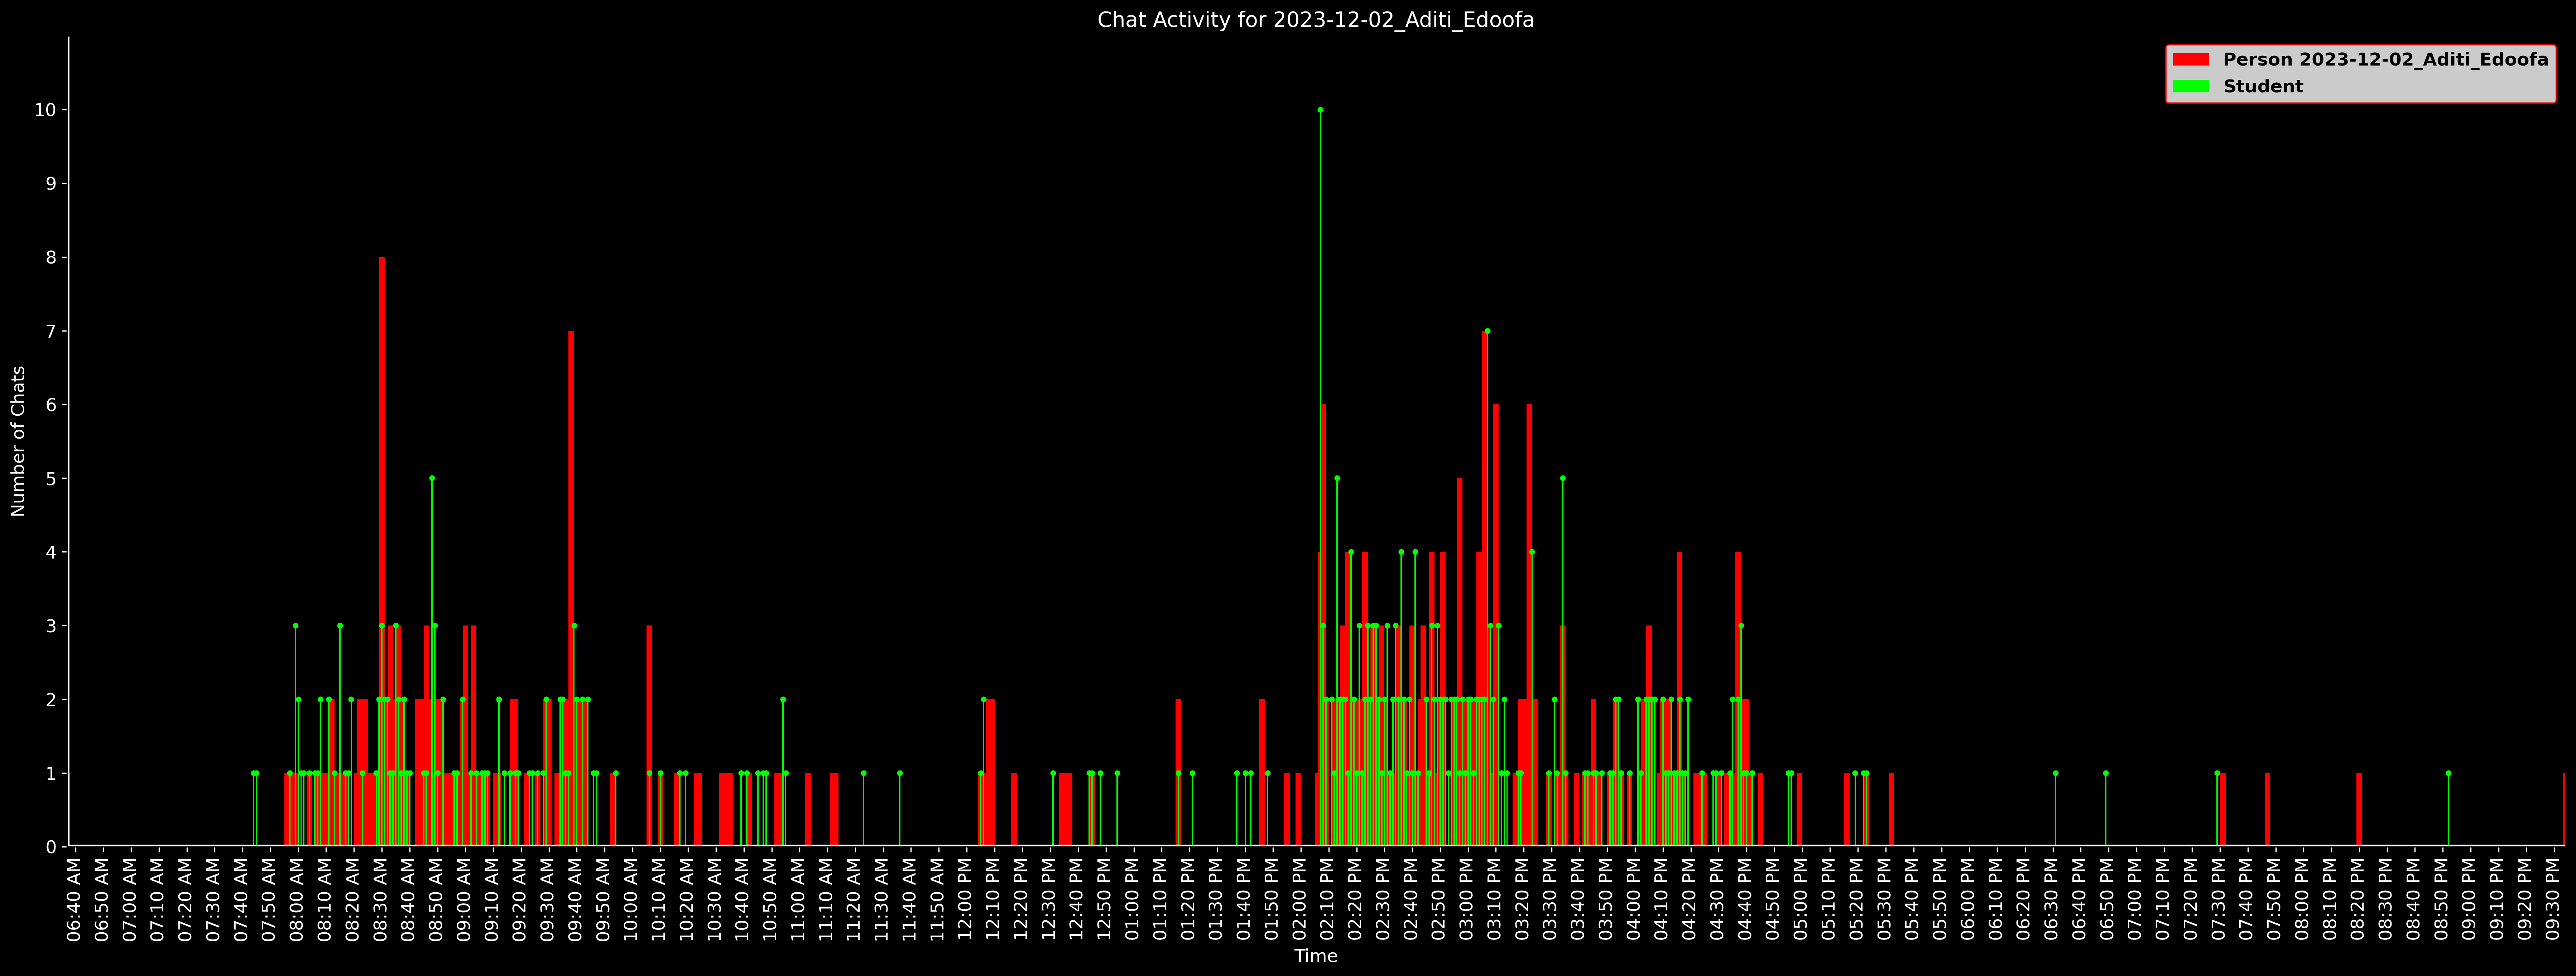 Chat Activity for 2023-12-02_Aditi_Edoofa
Person 2023-12-02_Aditi_Edoofa
Student
10
9
8
7
6
5
4
3
2
1
0
Number of Chats
06:40 AM
06:50 AM
07:00 AM
07:10 AM
07:20 AM
07:30 AM
07:40 AM
07:50 AM
08:00 AM
08:10 AM
08:20 AM
08:30 AM
08:40 AM
08:50 AM
09:00 AM
09:10 AM
09:20 AM
09:30 AM
09:40 AM
09:50 AM
10:00 AM
10:10 AM
10:20 AM
10:30 AM
10:40 AM
10:50 AM
11:00 AM
11:10 AM
11:20 AM
11:30 AM
11:40 AM
11:50 AM
12:00 PM
12:10 PM
12:20 PM
12:30 PM
12:40 PM
12:50 PM
01:00 PM
01:10 PM
01:20 PM
01:30 PM
01:40 PM
01:50 PM
02:00 PM
02:10 PM
02:20 PM
02:30 PM
02:40 PM
02:50 PM
03:00 PM
03:10 PM
03:20 PM
03:30 PM
03:40 PM
03:50 PM
04:00 PM
04:10 PM
04:20 PM
04:30 PM
04:40 PM
04:50 PM
05:00 PM
05:10 PM
05:20 PM
05:30 PM
05:40 PM
05:50 PM
06:00 PM
06:10 PM
06:20 PM
06:30 PM
06:40 PM
06:50 PM
07:00 PM
07:10 PM
07:20 PM
07:30 PM
07:40 PM
07:50 PM
08:00 PM
08:10 PM
08:20 PM
08:30 PM
08:40 PM
08:50 PM
09:00 PM
09:10 PM
09:20 PM
09:30 PM
Time